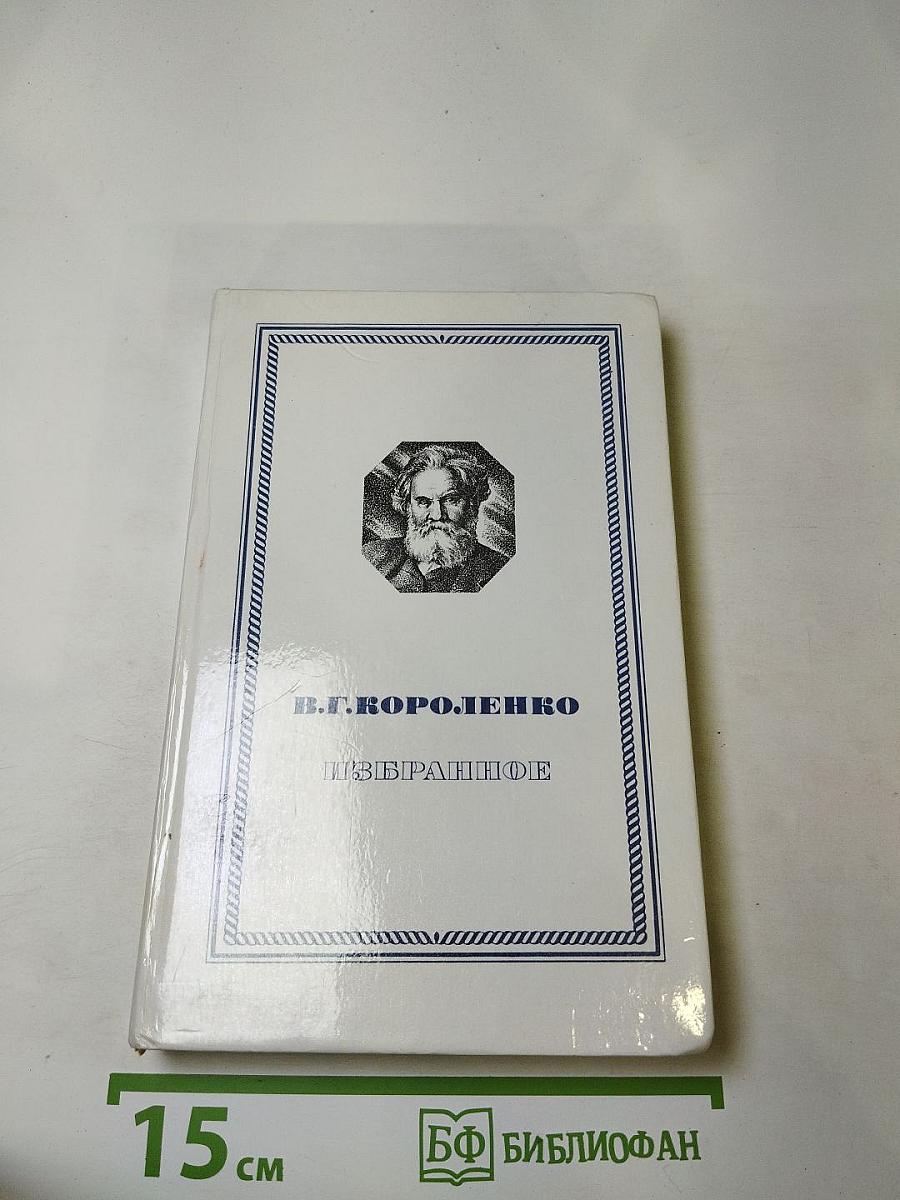 В.Г.КОРОЛЕНКО
ИЗБРАННОЕ
15 см
БФ БИБЛИОФАН